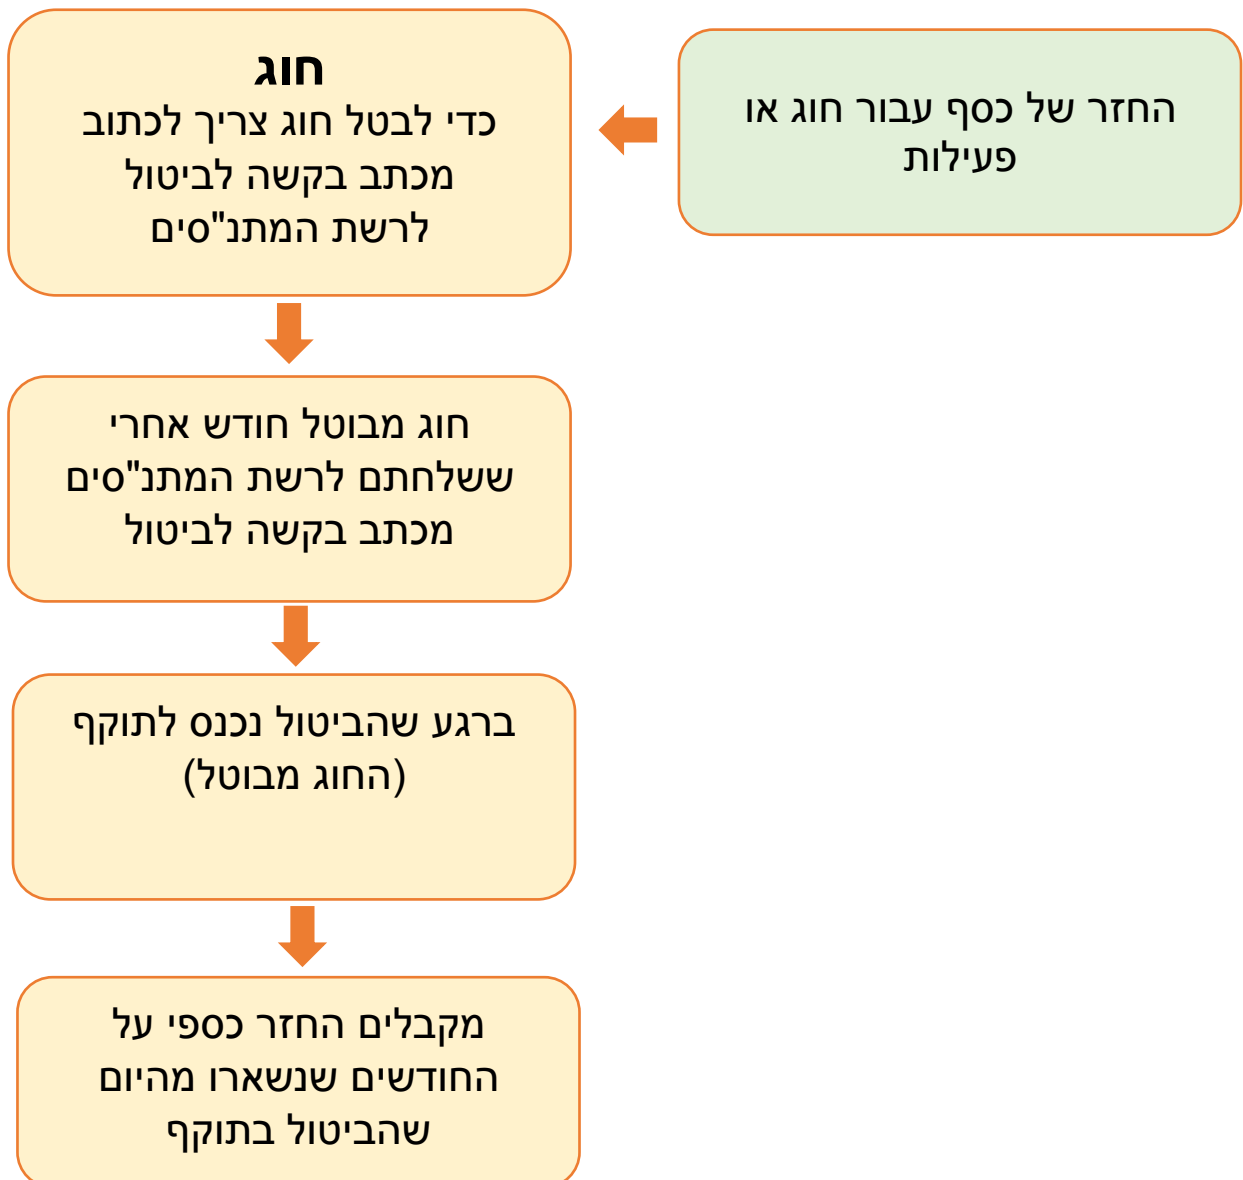 החזר של כסף עבור חוג או
פעילות
חוג
כדי לבטל חוג צריך לכתוב
מכתב בקשה לביטול
לרשת המתנ"סים
חוג מבוטל חודש אחרי
ששלחתם לרשת המתנ"סים
מכתב בקשה לביטול
ברגע שהביטול נכנס לתוקף
(החוג מבוטל)
מקבלים החזר כספי על
החודשים שנשארו מהיום
שהביטול בתוקף